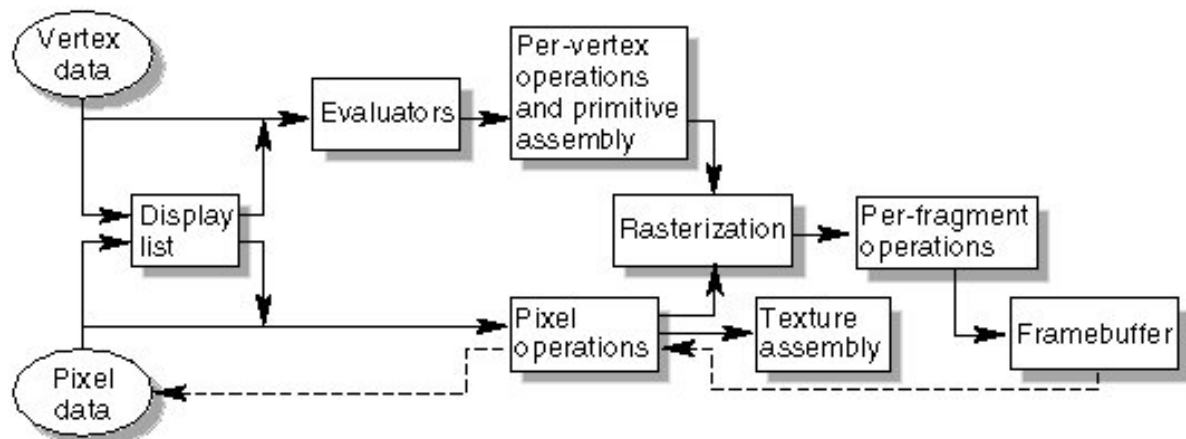 Vertex
data
Evaluators
Per-vertex
operations
and primitive
assembly
Display
list
Rasterization
Per-fragment
operations
Pixel
operations
Texture
assembly
Framebuffer
Pixel
data